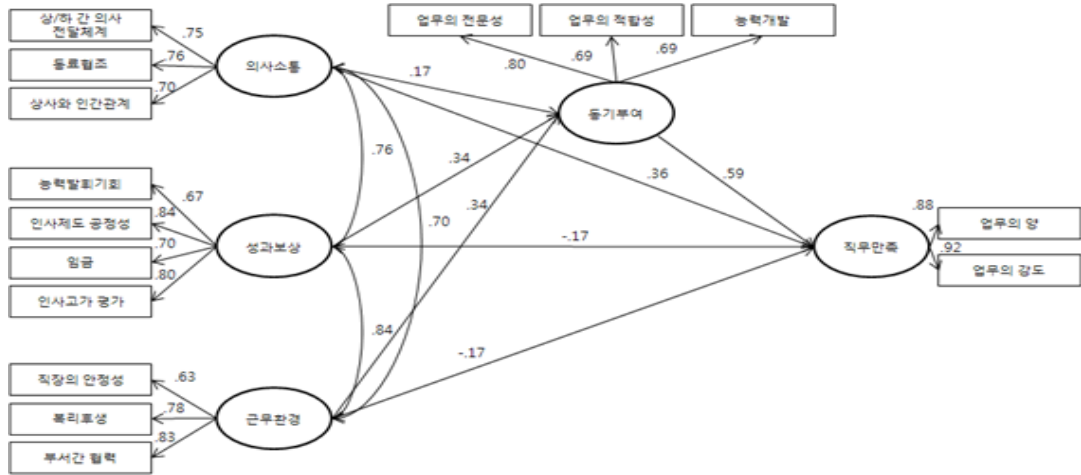 상/하 간 의사
전달체계
동료협조
상사와 인간관계
.75
.76
.70
의사소통
업무의 전문성
업무의 적합성
능력개발
.80
.69
.69
동기부여
.17
.76
.34
.34
.70
.36
.59
능력발휘기회
인사제도 공정성
임금
인사고가 평가
.67
.84
.70
.80
성과보상
-.17
직무만족
.88
.92
업무의 양
업무의 강도
.84
-.17
직장의 안정성
복리후생
부서간 협력
.63
.78
.83
근무환경